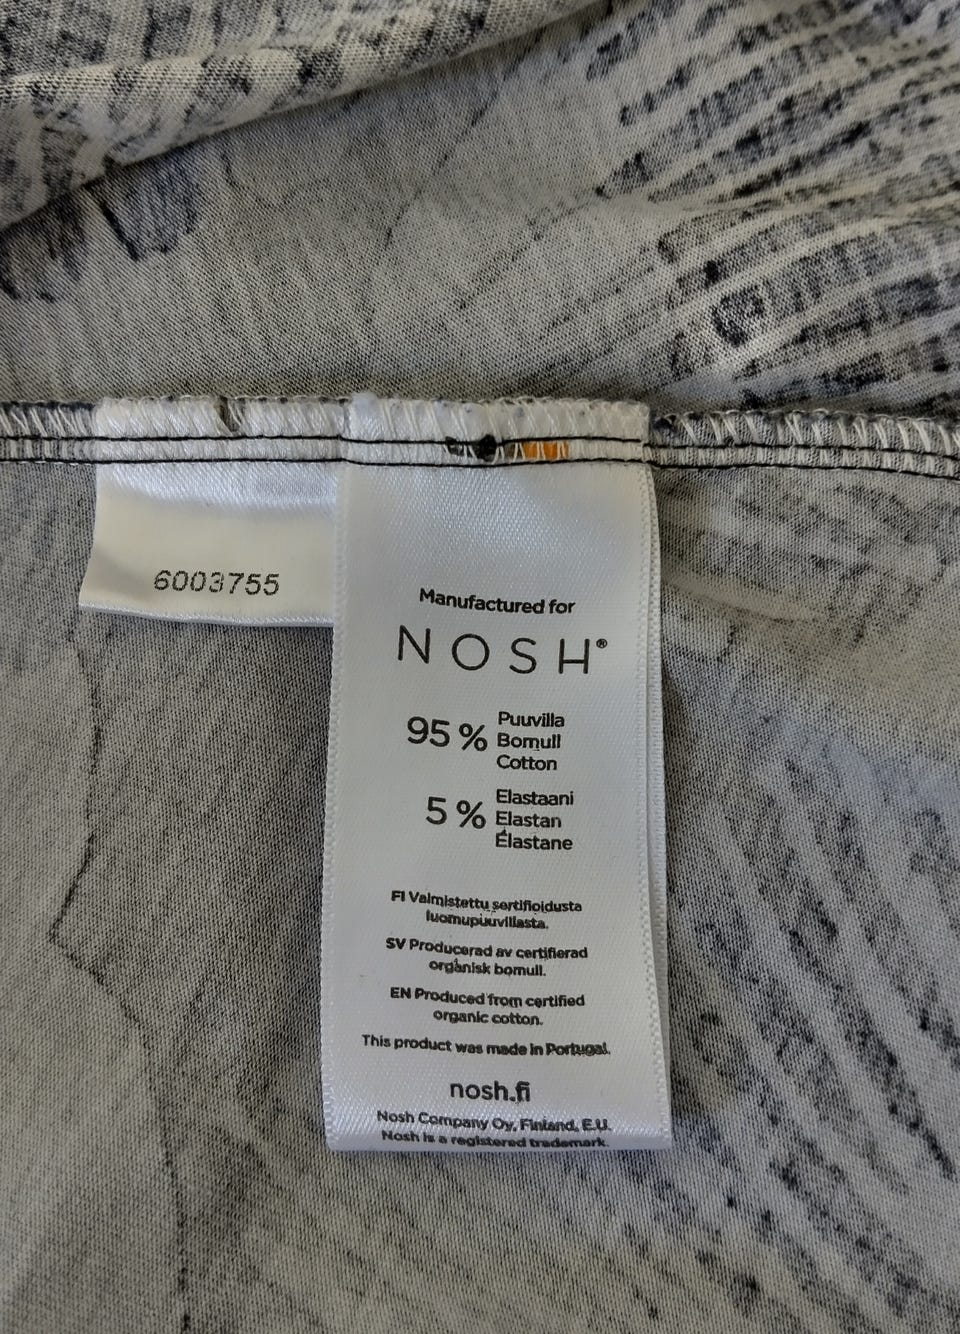 6003755
Manufactured for
NOSH®
95 % Puuvilla
Bomull
Cotton
5 % Elastaani
Elastan
Élastane
FI Valmistettu sertifioidusta
luomupuuvillasta.
SV Producerad av certifierad
organisk bomull.
EN Produced from certified
organic cotton.
This product was made in Portugal.
nosh.fi
Nosh Company Oy, Finland, E.U.
Nosh is a registered trademark.